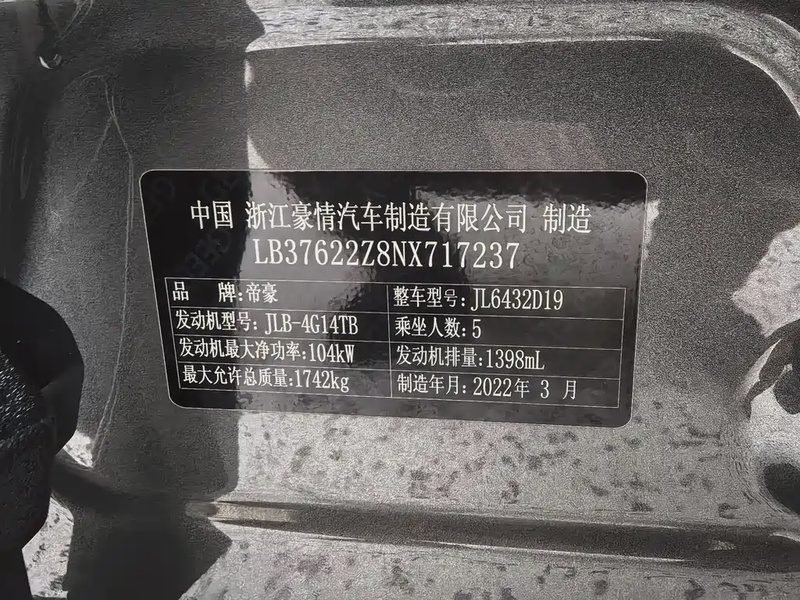 中国 浙江豪情汽车制造有限公司 制造
LB37622Z8NX717237
品 牌:帝豪 整车型号:JL6432D19
发动机型号:JLB-4G14TB 乘坐人数:5
发动机最大净功率:104kW 发动机排量:1398mL
最大允许总质量:1742kg 制造年月:2022年 3 月